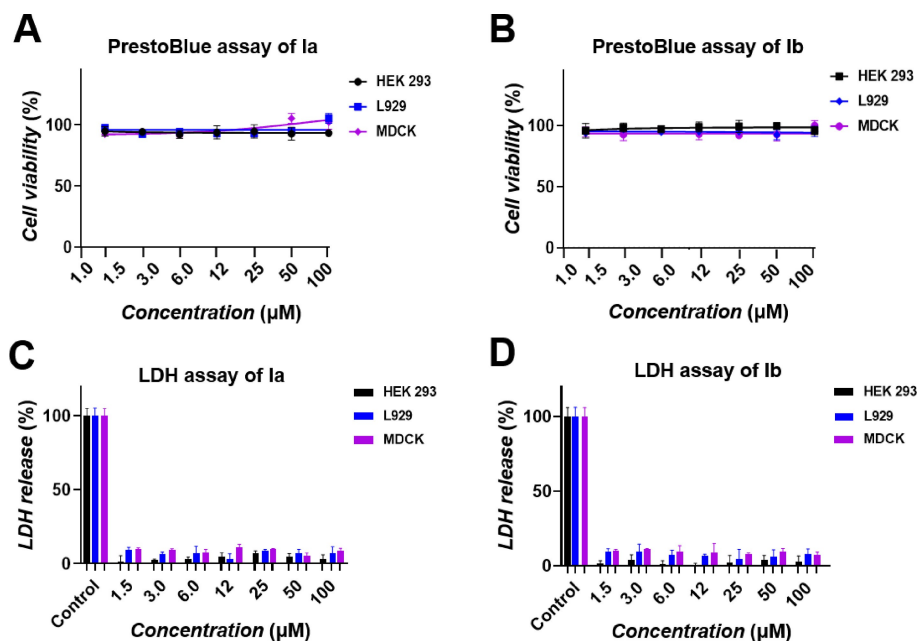 A
PrestoBlue assay of Ia
HEK 293
L929
MDCK
Cell viability (%)
100
50
0
1.0
1.5
3.0
6.0
12
25
50
100
Concentration (µM)
B
PrestoBlue assay of Ib
HEK 293
L929
MDCK
Cell viability (%)
100
50
0
1.0
1.5
3.0
6.0
12
25
50
100
Concentration (µM)
C
LDH assay of Ia
HEK 293
L929
MDCK
LDH release (%)
100
50
0
Control
1.5
3.0
6.0
12
25
50
100
Concentration (µM)
D
LDH assay of Ib
HEK 293
L929
MDCK
LDH release (%)
100
50
0
Control
1.5
3.0
6.0
12
25
50
100
Concentration (µM)